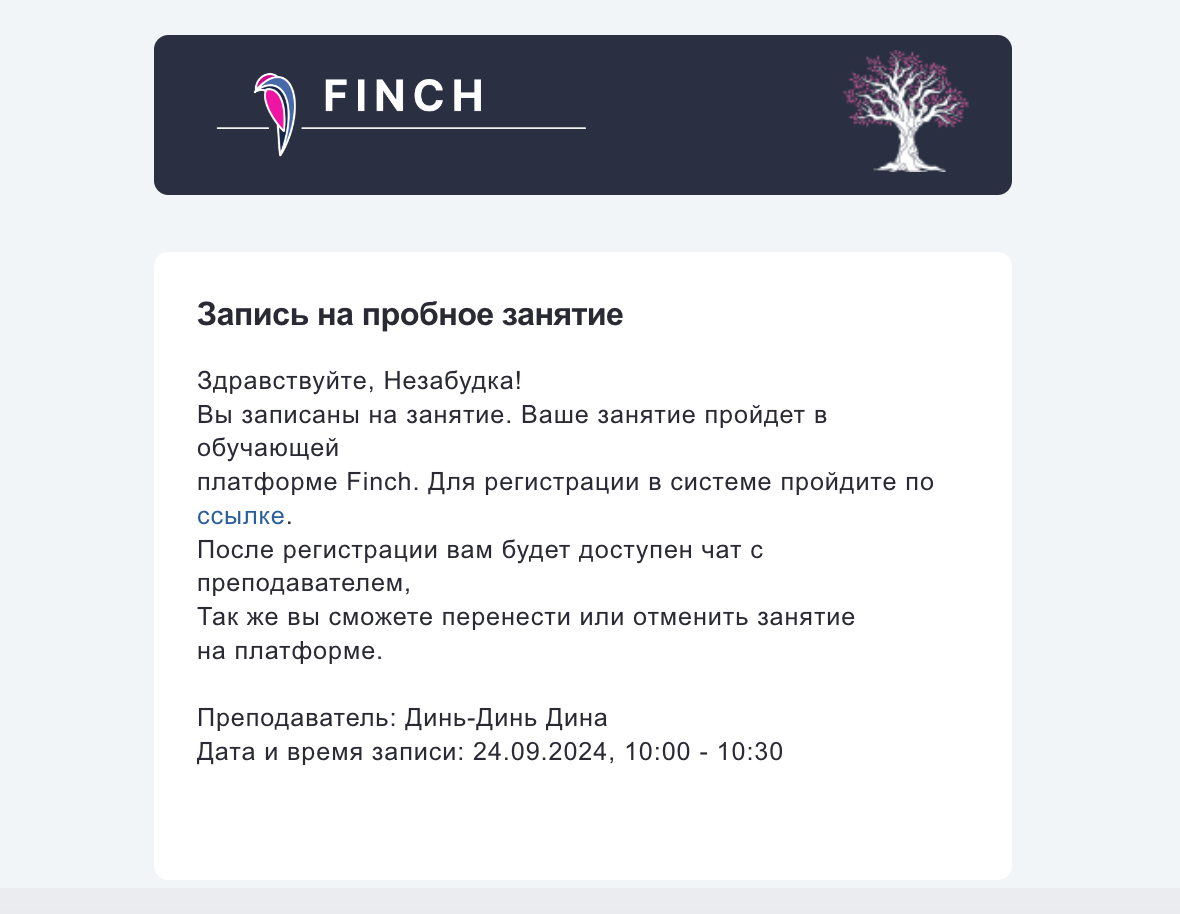 FINCH
Запись на пробное занятие
Здравствуйте, Незабудка!
Вы записаны на занятие. Ваше занятие пройдет в
обучающей
платформе Finch. Для регистрации в системе пройдите по
ссылке.
После регистрации вам будет доступен чат с
преподавателем,
Так же вы сможете перенести или отменить занятие
на платформе.
Преподаватель: Динь-Динь Дина
Дата и время записи: 24.09.2024, 10:00 - 10:30